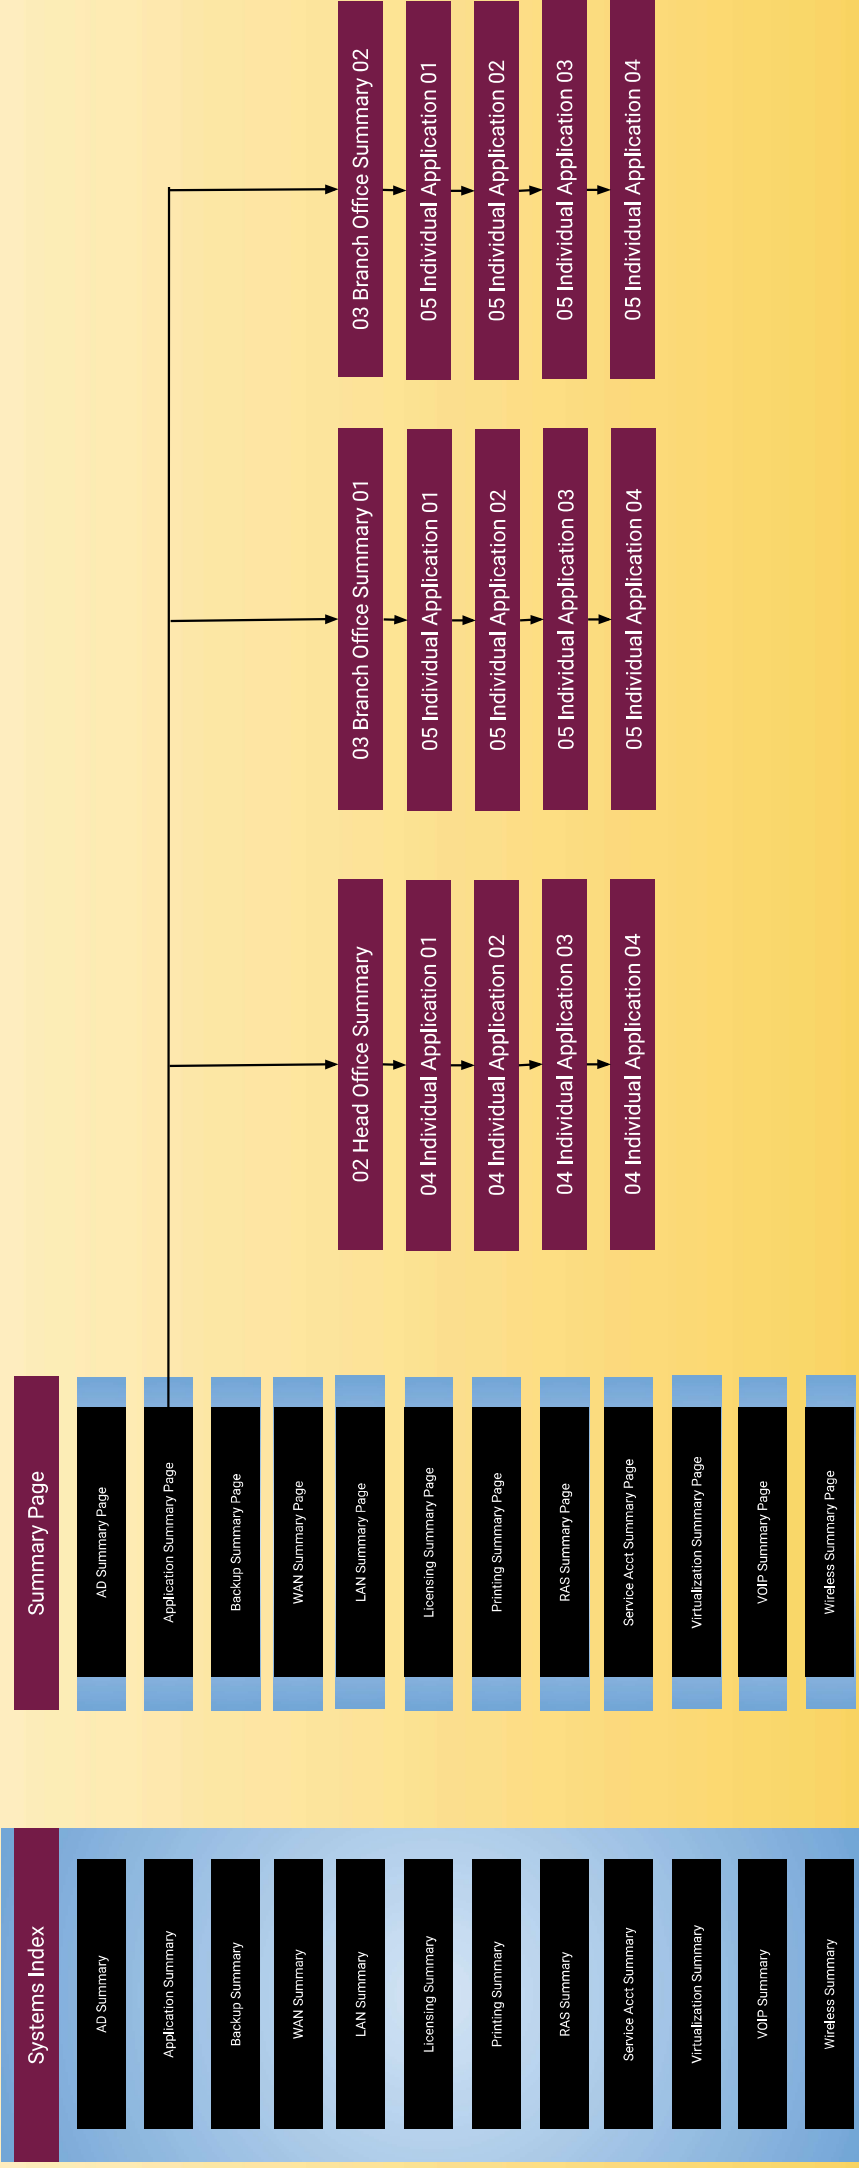 Systems Index
AD Summary
Application Summary
Backup Summary
WAN Summary
LAN Summary
Licensing Summary
Printing Summary
RAS Summary
Service Acct Summary
Virtualization Summary
VOIP Summary
Wireless Summary
Summary Page
AD Summary Page
Application Summary Page
Backup Summary Page
WAN Summary Page
LAN Summary Page
Licensing Summary Page
Printing Summary Page
RAS Summary Page
Service Acct Summary Page
Virtualization Summary Page
VOIP Summary Page
Wireless Summary Page
02 Head Office Summary
04 Individual Application 01
04 Individual Application 02
04 Individual Application 03
04 Individual Application 04
03 Branch Office Summary 01
05 Individual Application 01
05 Individual Application 02
05 Individual Application 03
05 Individual Application 04
03 Branch Office Summary 02
05 Individual Application 01
05 Individual Application 02
05 Individual Application 03
05 Individual Application 04